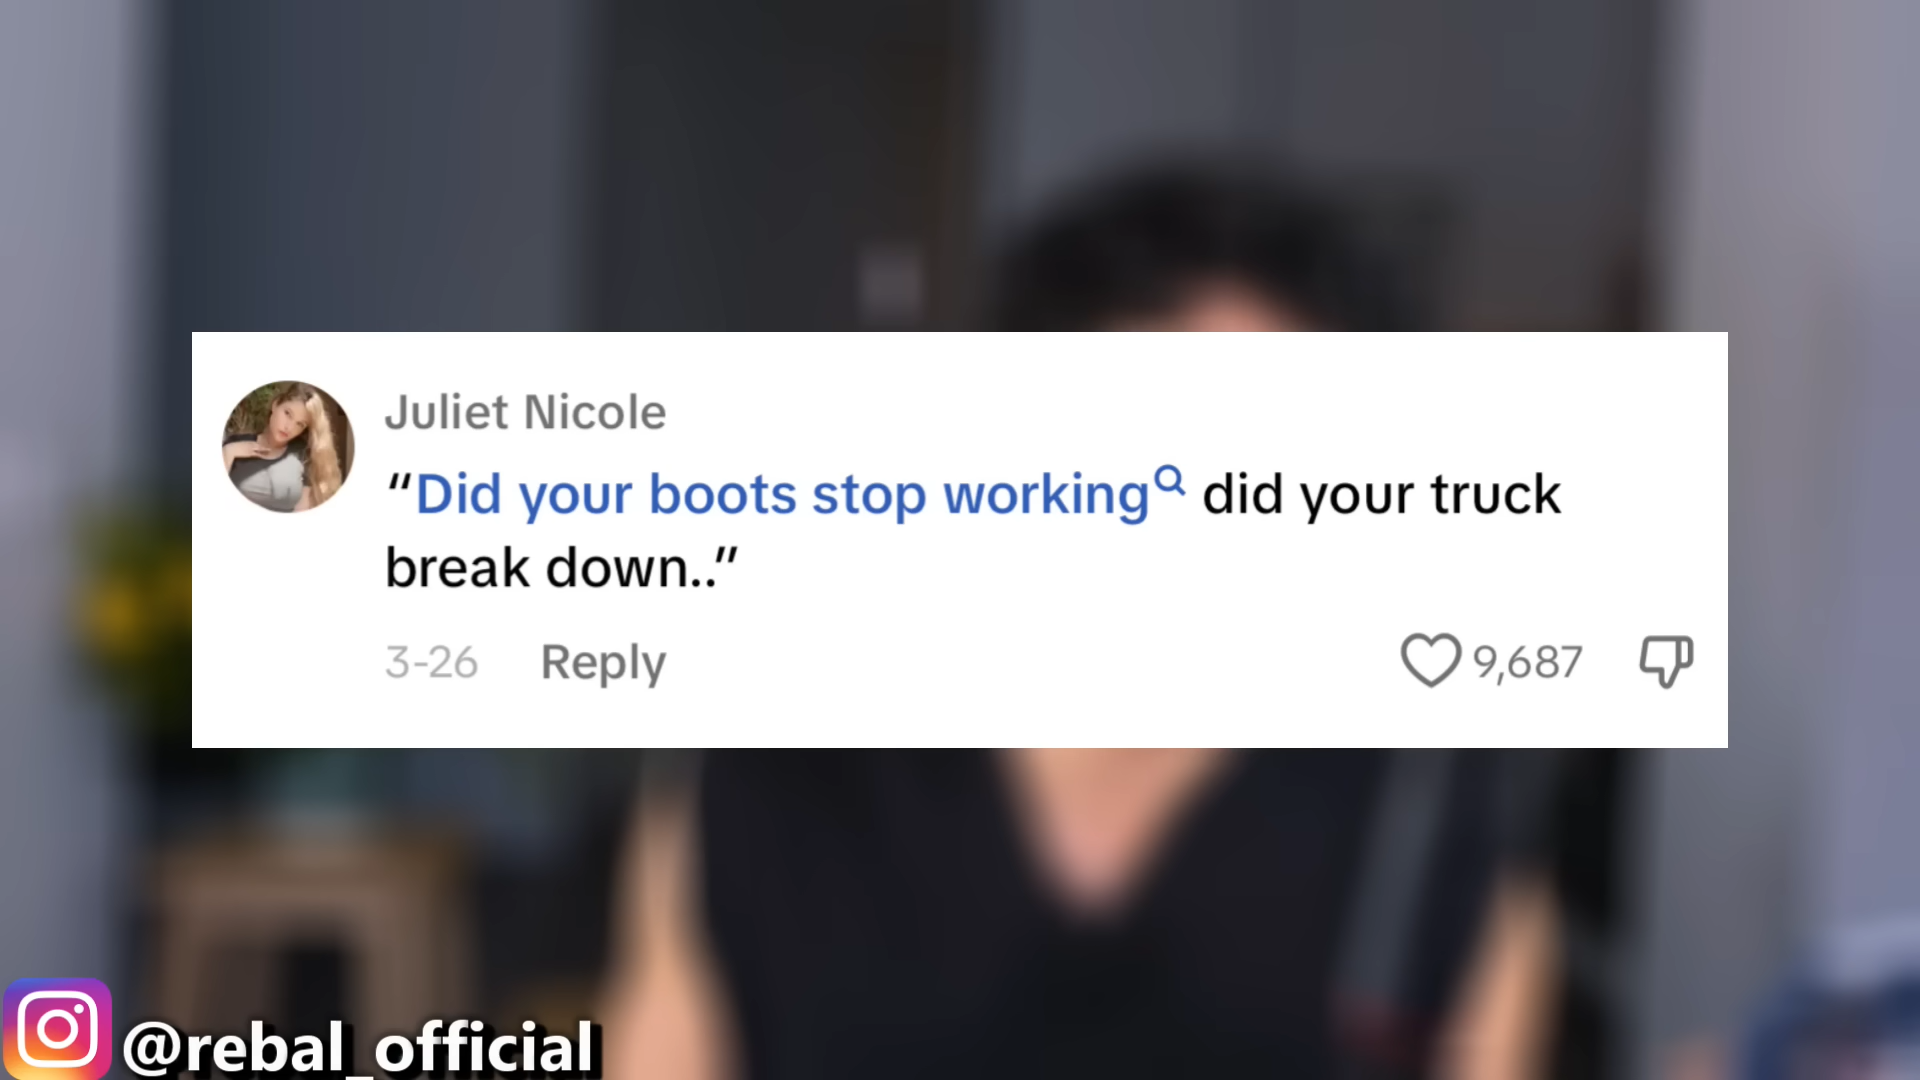 Juliet Nicole
“Did your boots stop working did your truck
break down..”
3-26 Reply 9,687
@rebal_official